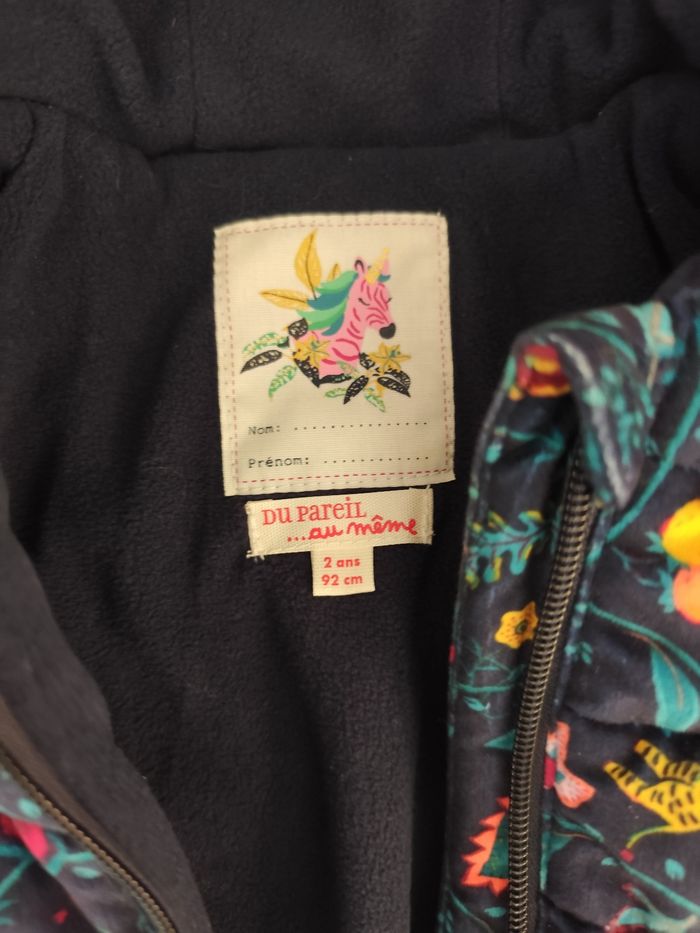 Nom: ................
Prénom: .............
Du Pareil
...au même
2 ans
92 cm